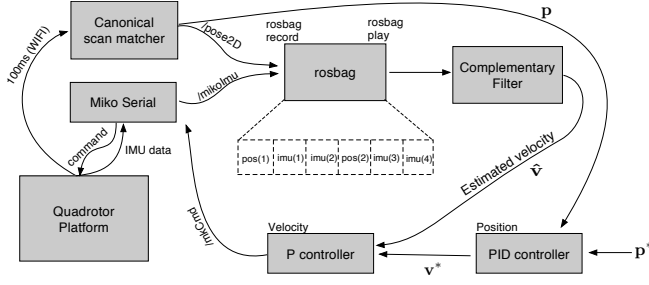 Canonical
scan matcher
100ms (WIFI)
/pose2D
rosbag
record
rosbag
play
p
rosbag
Complementary
Filter
Miko Serial
/mikoImu
command
IMU data
pos(1) imu(1) imu(2) pos(2) imu(3) imu(4)
Estimated velocity
v̂
Quadrotor
Platform
/mkCmd
Velocity
P controller
v*
Position
PID controller
p*